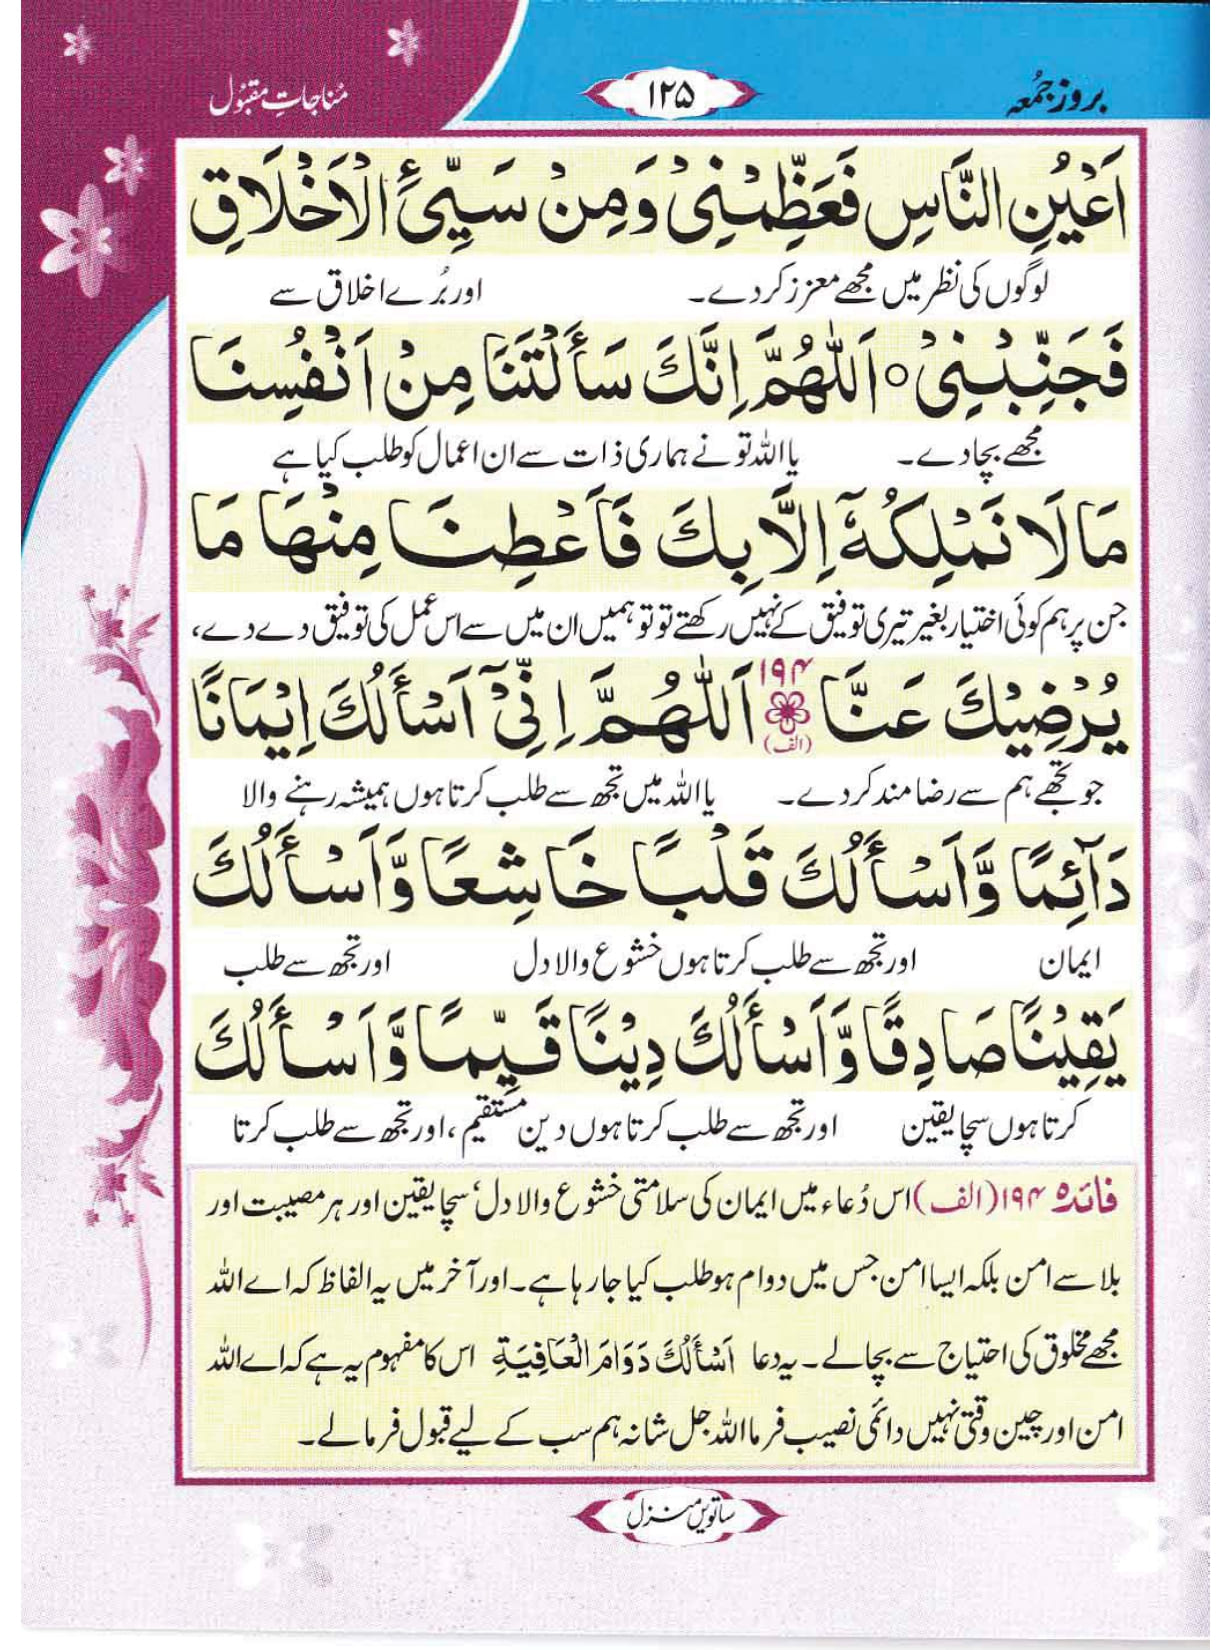 بروز جمُعہ
۱۲۵
مُناجاتِ مقبُول
اَعْيُنِ النَّاسِ فَعَظِّمْنِيْ وَمِنْ سَيِّئِ الْاَخْلَاقِ
لوگوں کی نظر میں مجھے معزز کردے۔ اور بُرے اخلاق سے
فَجَنِّبْنِيْ ○ اَللّٰهُمَّ اِنَّكَ سَأَلْتَنَا مِنْ اَنْفُسِنَا
مجھے بچادے۔ یا اللہ تو نے ہماری ذات سے ان اعمال کو طلب کیا ہے
مَا لَا نَمْلِكُهٗٓ اِلَّا بِكَ فَاَعْطِنَا مِنْهَا مَا
جن پر ہم کوئی اختیار بغیر تیری توفیق کے نہیں رکھتے تو تو ہمیں ان میں سے اس عمل کی توفیق دے دے،
يُرْضِيْكَ عَنَّا ۱۹۴ (الف) اَللّٰهُمَّ اِنِّيْٓ اَسْأَلُكَ اِيْمَانًا
جو تجھے ہم سے رضا مند کردے۔ یا اللہ میں تجھ سے طلب کرتا ہوں ہمیشہ رہنے والا
دَآئِمًا وَّاَسْأَلُكَ قَلْبًا خَاشِعًا وَّاَسْأَلُكَ
ایمان اور تجھ سے طلب کرتا ہوں خشوع والا دل اور تجھ سے طلب
يَقِيْنًا صَادِقًا وَّاَسْأَلُكَ دِيْنًا قَيِّمًا وَّاَسْأَلُكَ
کرتا ہوں سچا یقین اور تجھ سے طلب کرتا ہوں دین مستقیم، اور تجھ سے طلب کرتا
فائدہ ۱۹۴ (الف) اس دُعاء میں ایمان کی سلامتی خشوع والا دل‘ سچا یقین اور ہر مصیبت اور
بلا سے امن بلکہ ایسا امن جس میں دوام ہو طلب کیا جا رہا ہے۔ اور آخر میں یہ الفاظ کہ اے اللہ
مجھے مخلوق کی احتیاج سے بچالے۔ یہ دعا اَسْأَلُكَ دَوَامَ الْعَافِيَةِ اس کا مفہوم یہ ہے کہ اے اللہ
امن اور چین وقتی نہیں دائمی نصیب فرما اللہ جل شانہ ہم سب کے لیے قبول فرمالے۔
ساتویں منزل